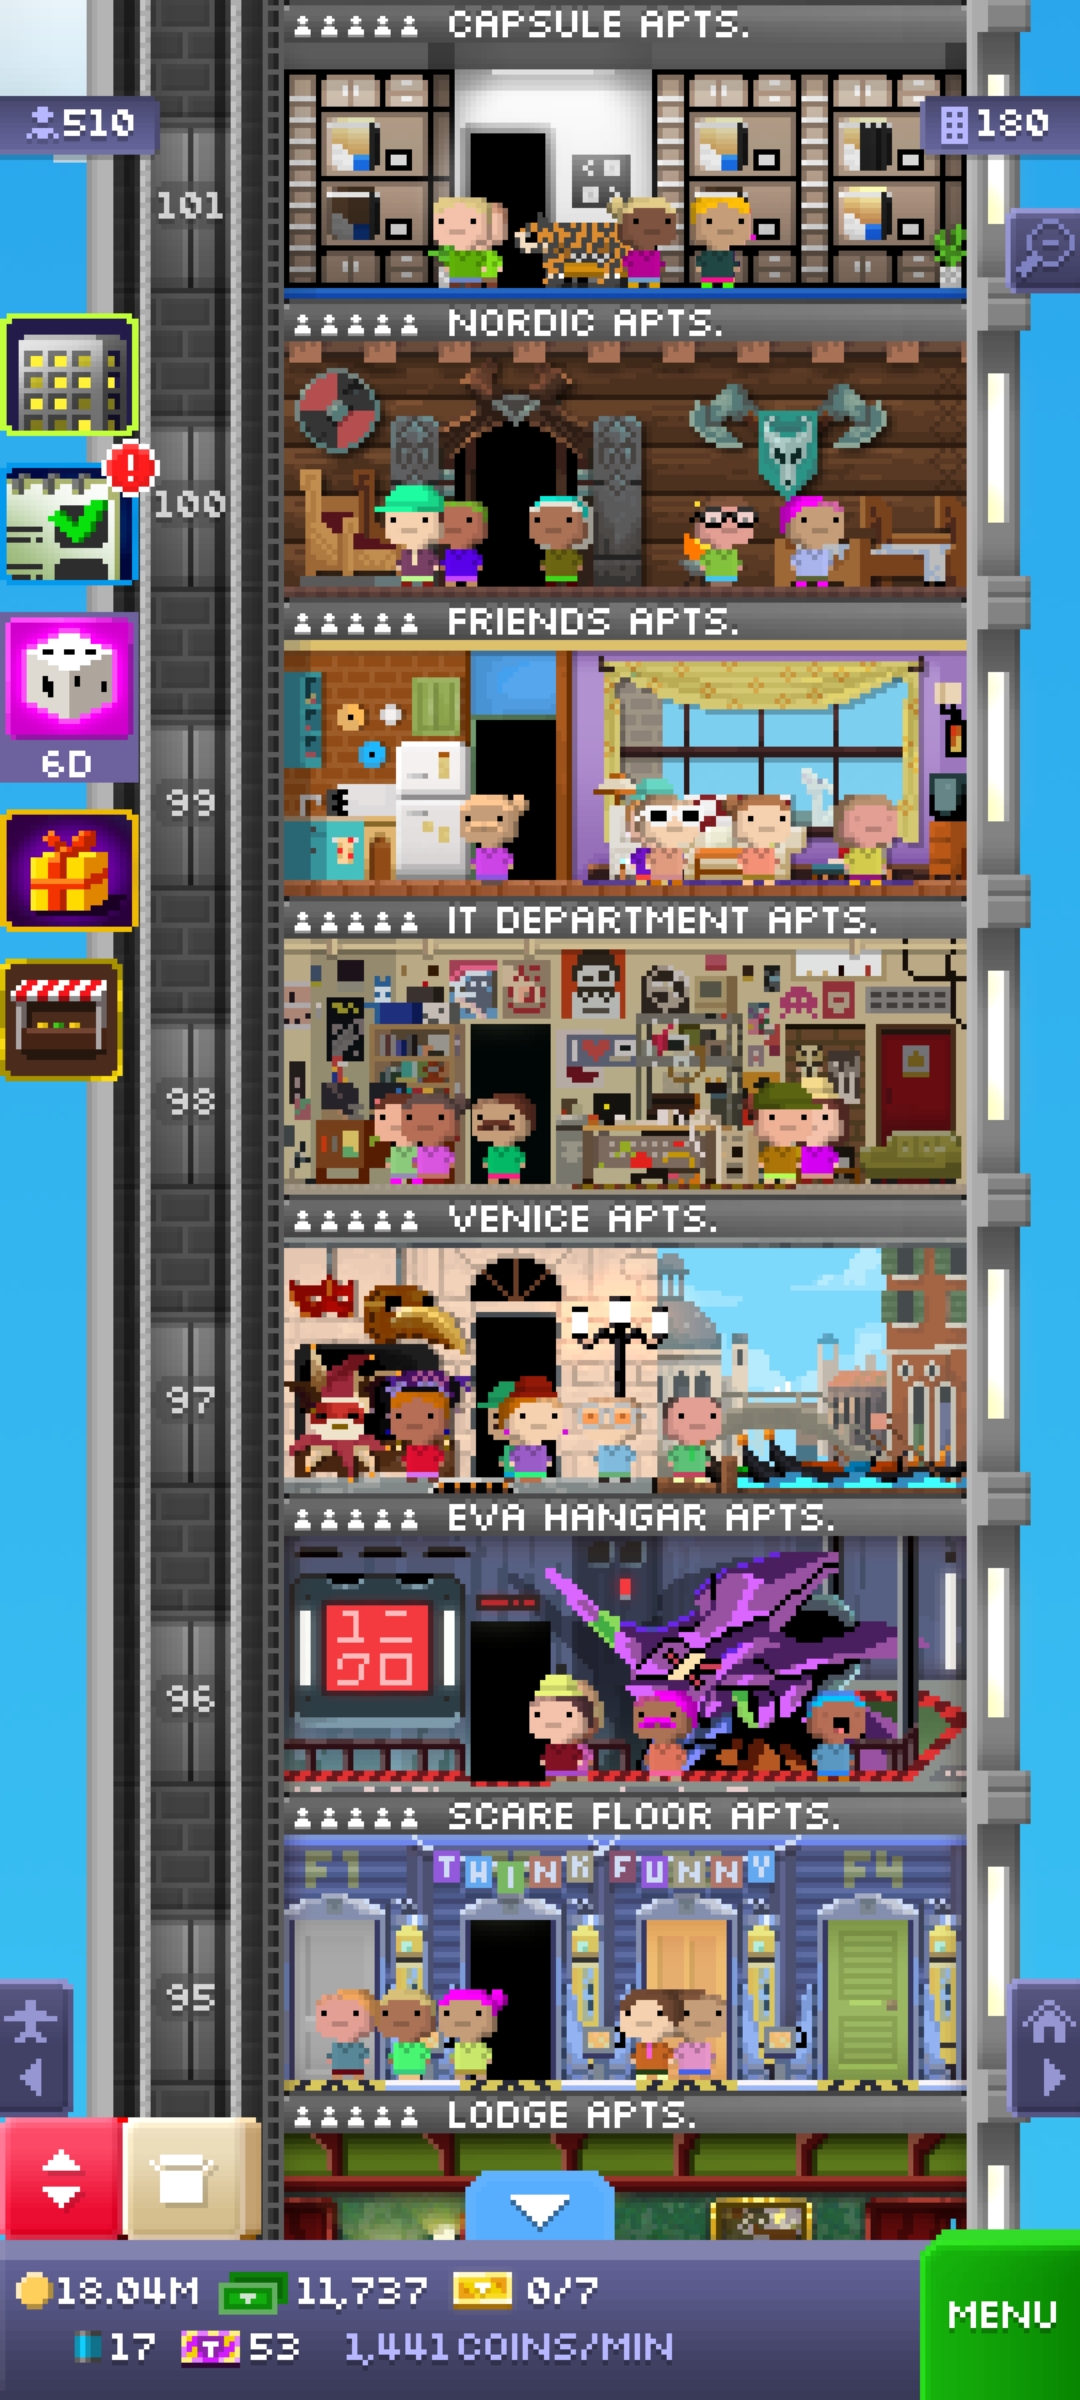 CAPSULE APTS.
510
180
101
NORDIC APTS.
!
100
FRIENDS APTS.
6D
99
IT DEPARTMENT APTS.
98
VENICE APTS.
97
EVA HANGAR APTS.
96
SCARE FLOOR APTS.
F1
THINK FUNNY
F4
95
LODGE APTS.
18.04M
11,737
0/7
MENU
17
T
53
1,441 COINS/MIN